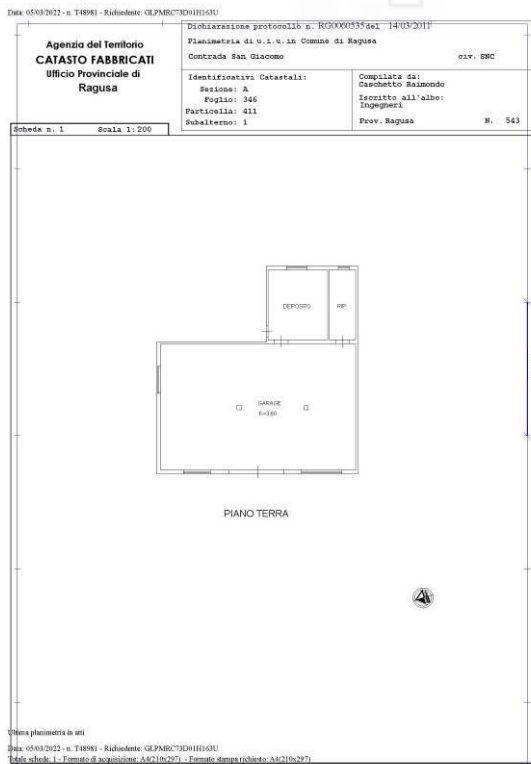 Data: 05/03/2022 - n. T48981 - Richiedente: GLPMRC73D01H163U
Agenzia del Territorio
CATASTO FABBRICATI
Ufficio Provinciale di
Ragusa
Dichiarazione protocollo n. RG0060535 del 14/03/2011
Planimetria di u.i.u. in Comune di Ragusa
Contrada San Giacomo civ. SNC
Identificativi Catastali:
Sezione: A
Foglio: 346
Particella: 411
Subalterno: 1
Compilata da:
Caschetto Raimondo
Iscritto all'albo:
Ingegneri
Prov. Ragusa N. 543
Scheda n. 1 Scala 1:200
DEPOSITO RIP.
GARAGE
h=3,60
PIANO TERRA
Ultima planimetria in atti
Data: 05/03/2022 - n. T48981 - Richiedente: GLPMRC73D01H163U
Totale schede: 1 - Formato di acquisizione: A4(210x297) - Formato stampa richiesto: A4(210x297)